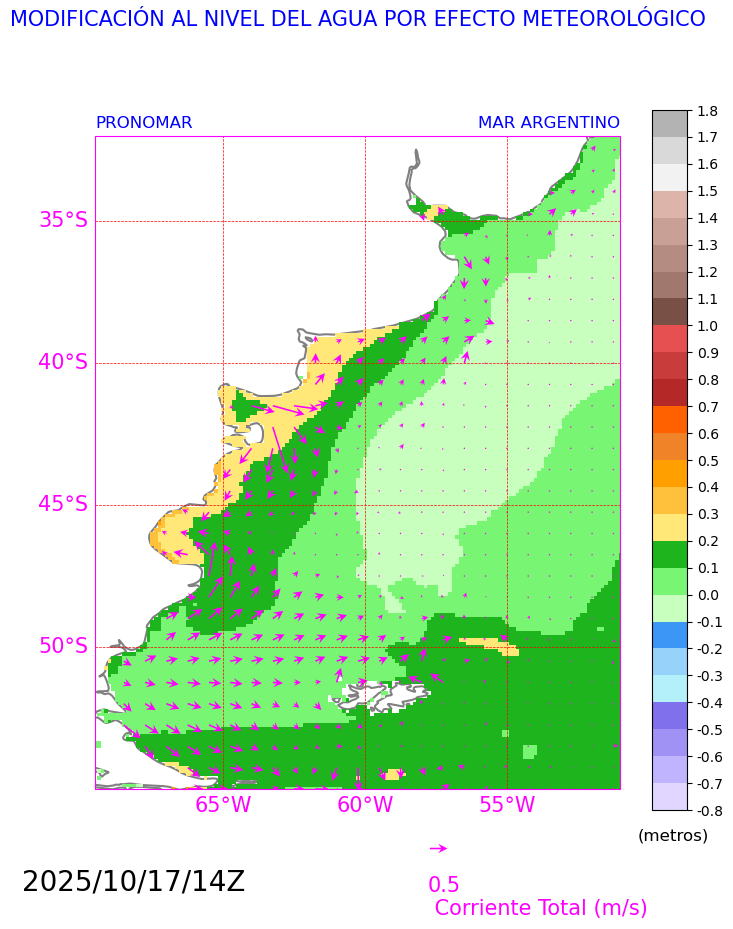 MODIFICACIÓN AL NIVEL DEL AGUA POR EFECTO METEOROLÓGICO
PRONOMAR
MAR ARGENTINO
35°S
40°S
45°S
50°S
65°W
60°W
55°W
1.8
1.7
1.6
1.5
1.4
1.3
1.2
1.1
1.0
0.9
0.8
0.7
0.6
0.5
0.4
0.3
0.2
0.1
0.0
-0.1
-0.2
-0.3
-0.4
-0.5
-0.6
-0.7
-0.8
(metros)
2025/10/17/14Z
0.5
Corriente Total (m/s)